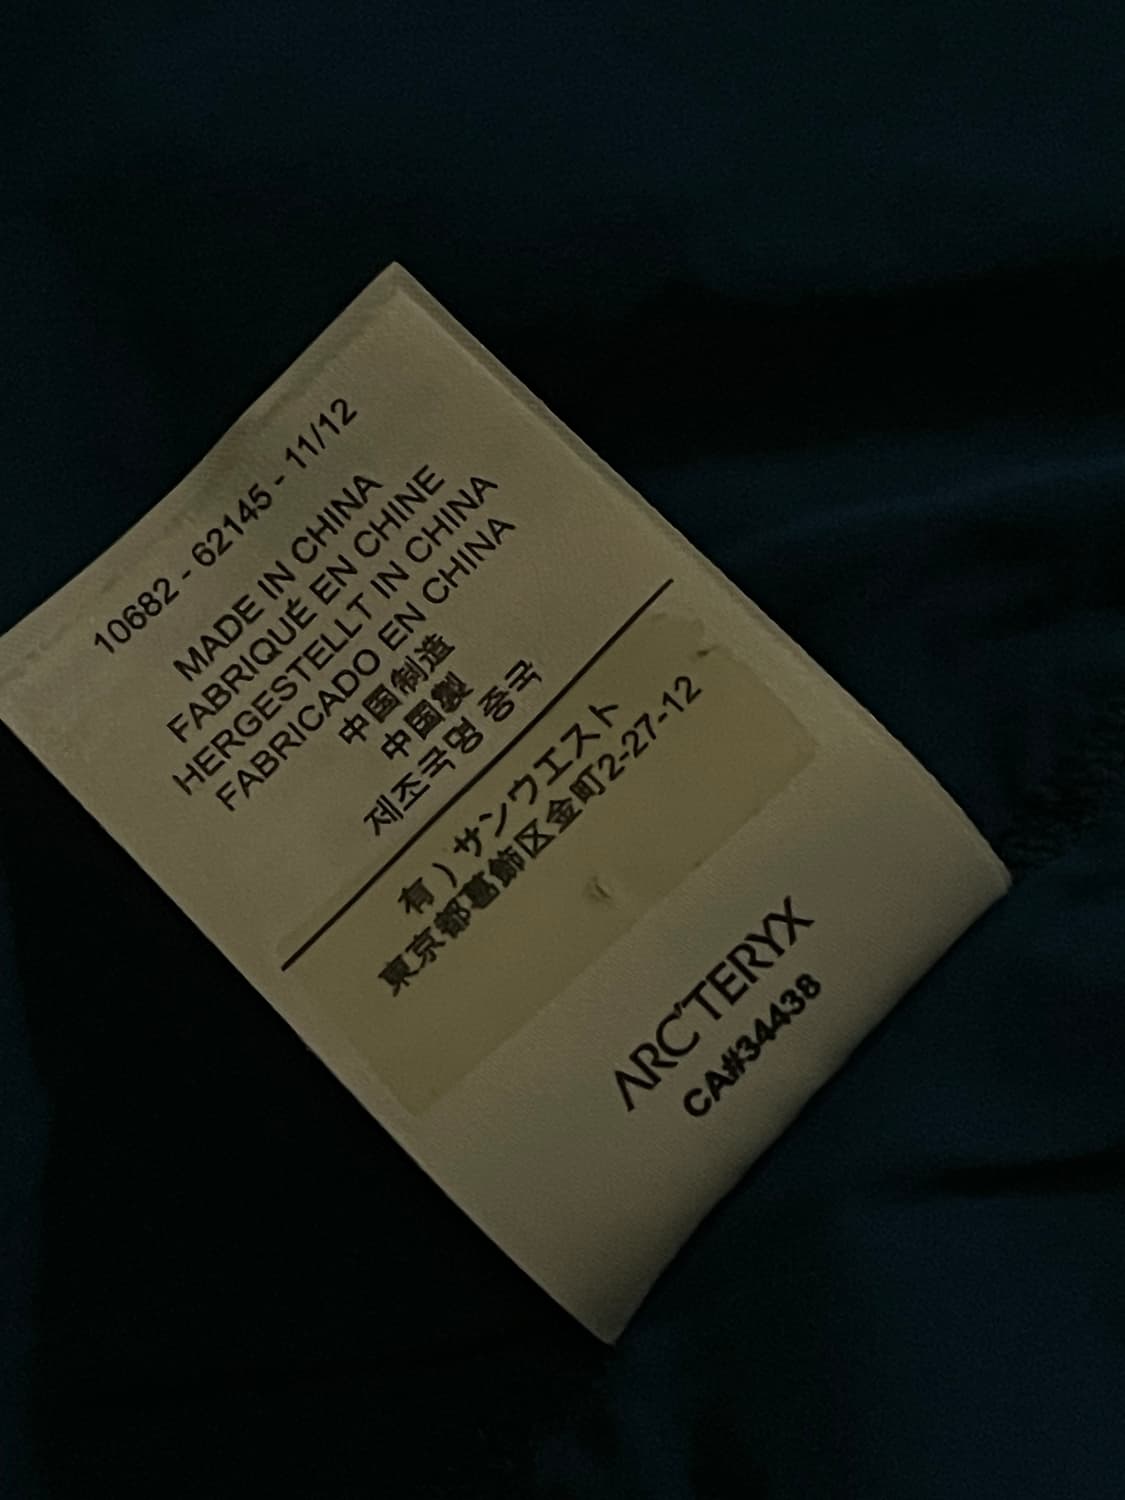 10682 - 62145 - 11/12
MADE IN CHINA
FABRIQUÉ EN CHINE
HERGESTELLT IN CHINA
FABRICADO EN CHINA
中国制造
中国製
제조국명 중국
有）サンウエスト
東京都葛飾区金町2-27-12
ARC'TERYX
CA#34438